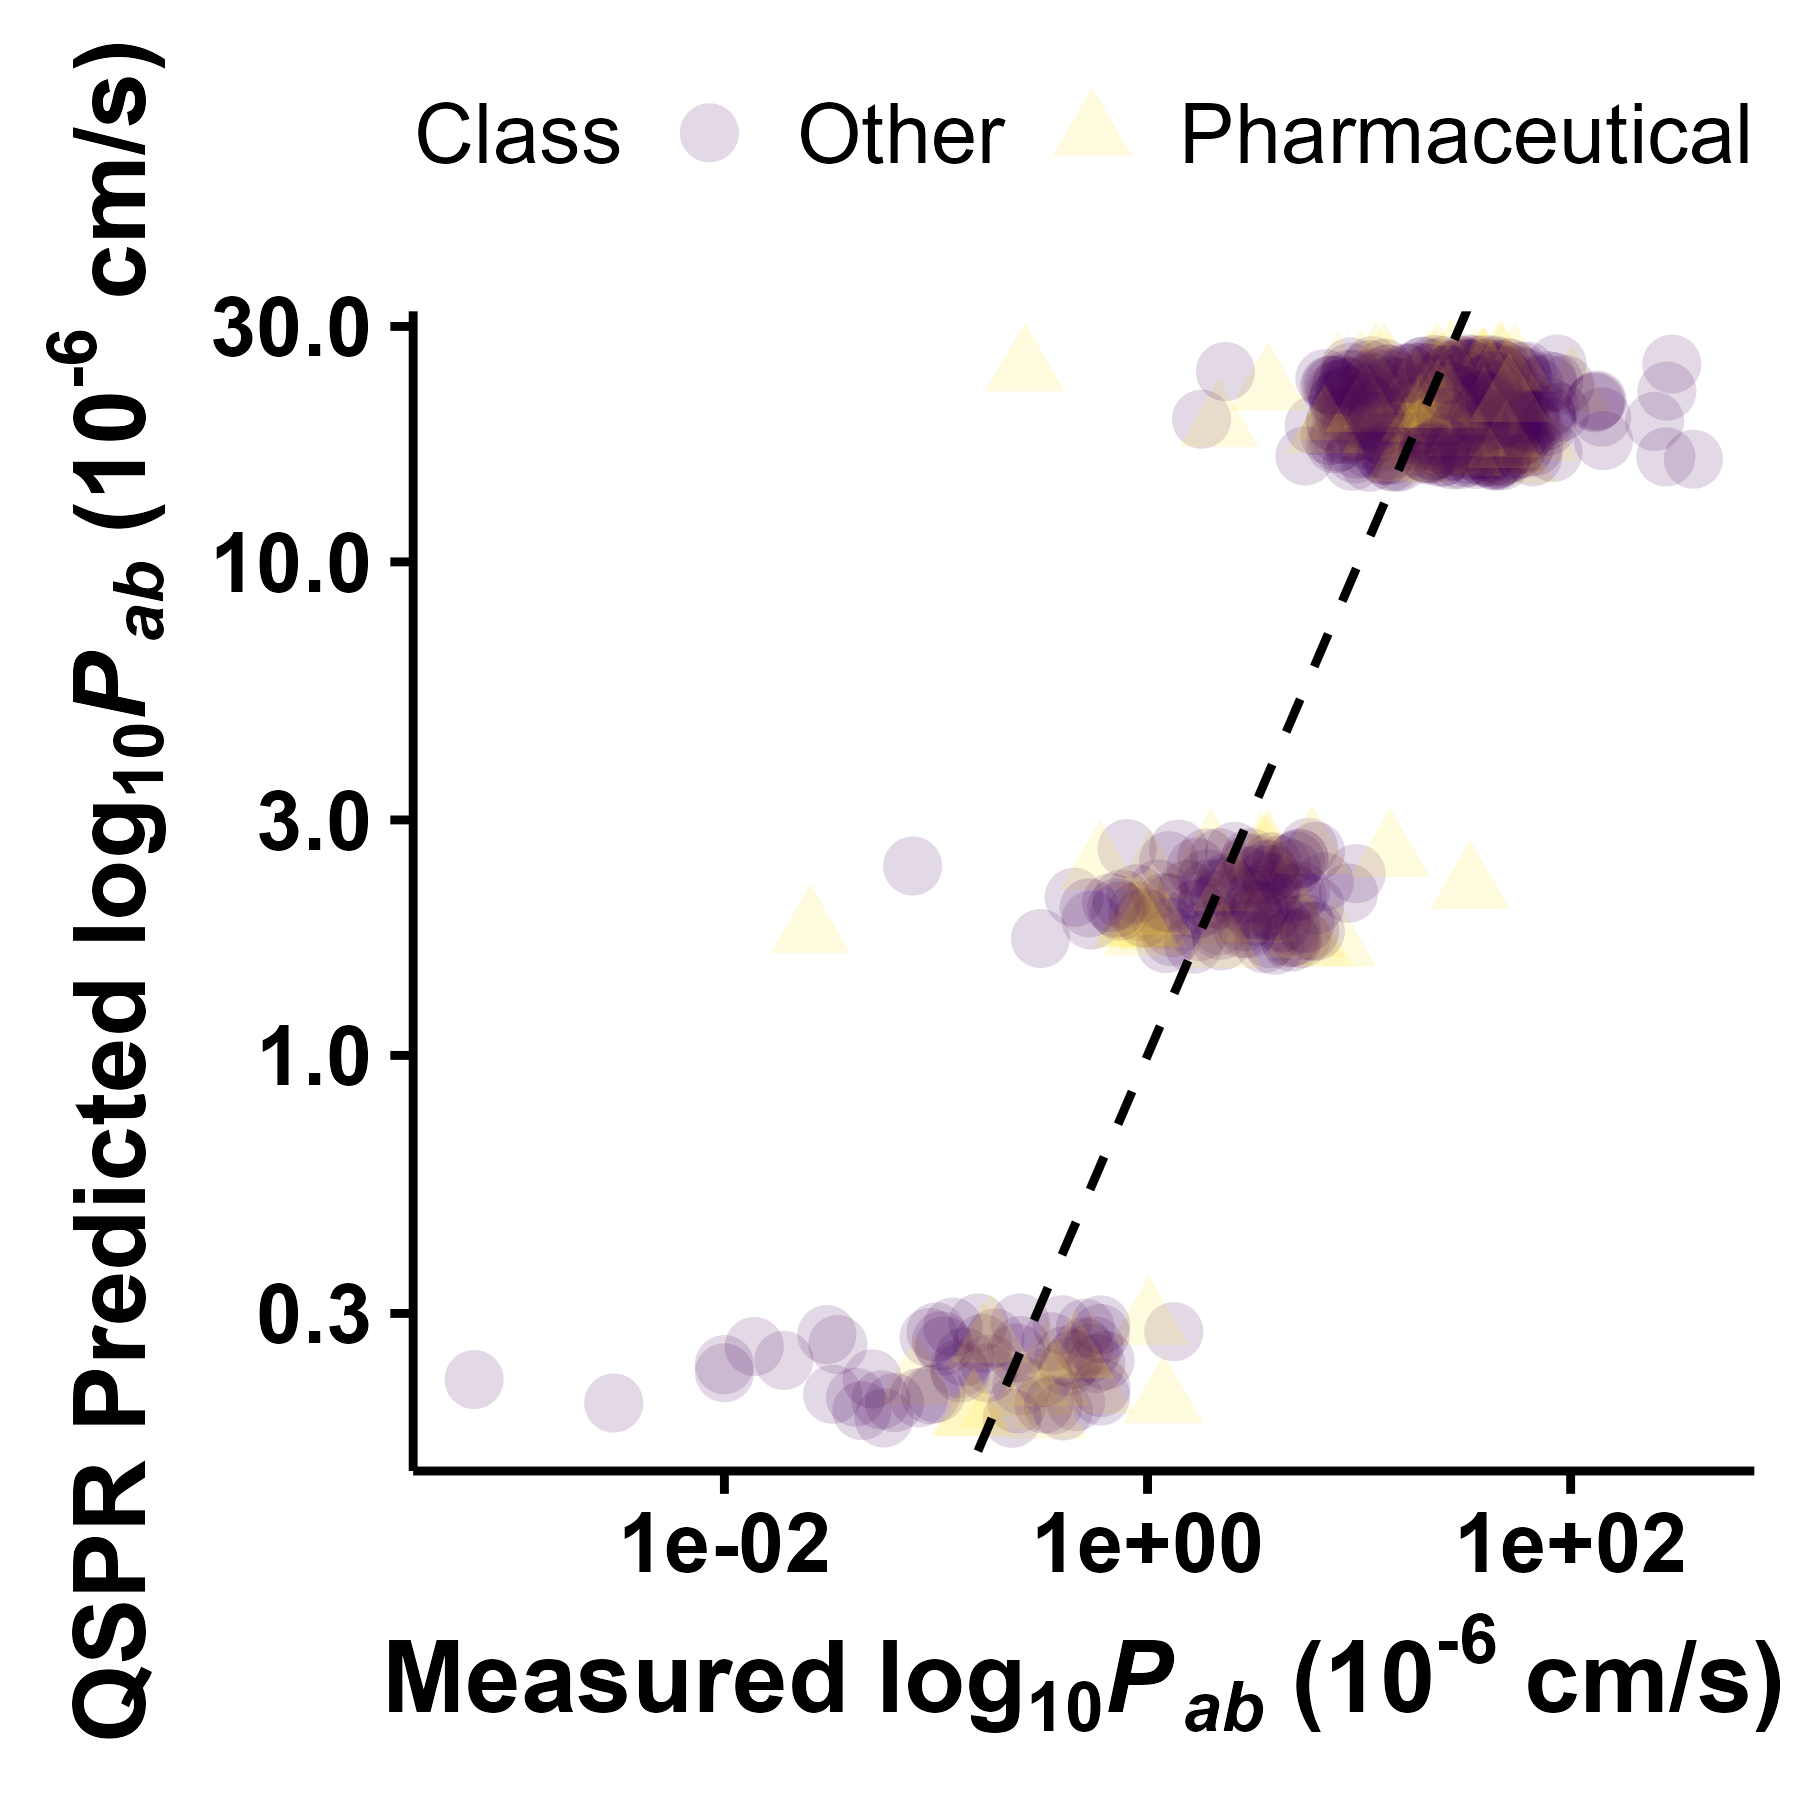 Class Other Pharmaceutical
QSPR Predicted log₁₀Pab (10⁻⁶ cm/s)
30.0
10.0
3.0
1.0
0.3
1e-02 1e+00 1e+02
Measured log₁₀Pab (10⁻⁶ cm/s)